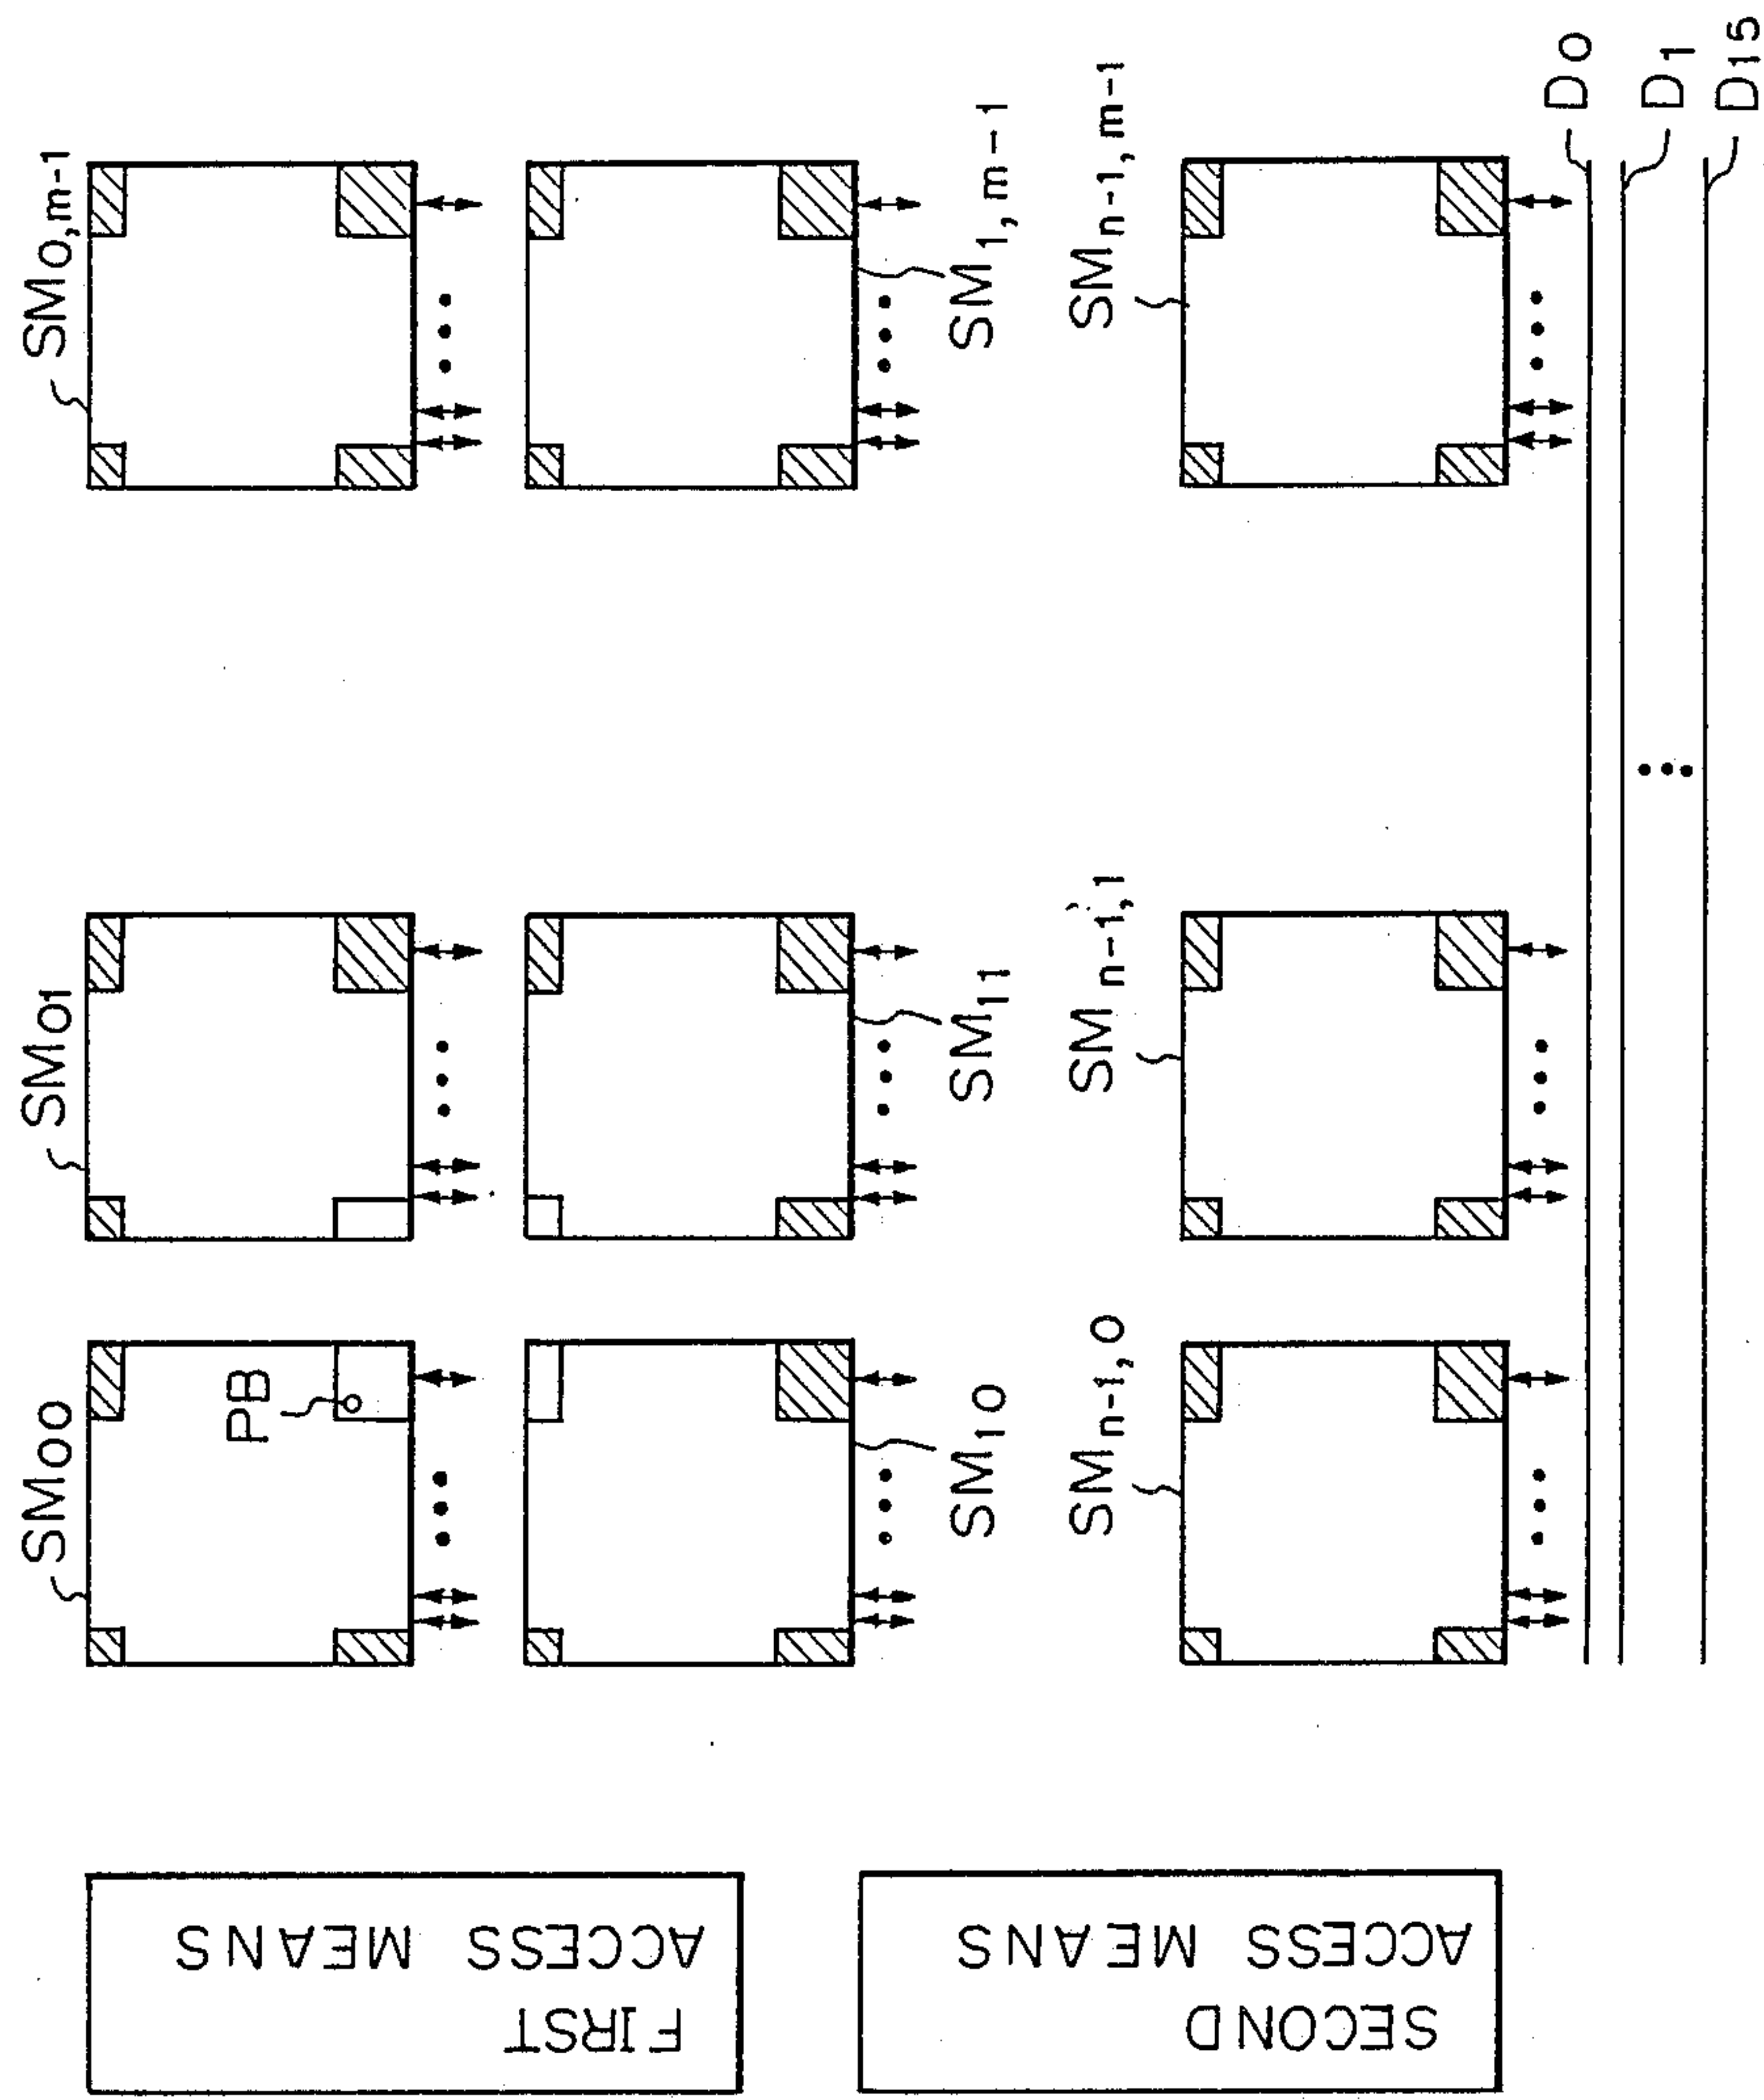 SM00
SM01
SM0,m-1
PB
SM10
SM11
SM1,m-1
SMn-1,0
SMn-1,1
SMn-1,m-1
D0
D1
D15
FIRST
ACCESS MEANS
SECOND
ACCESS MEANS